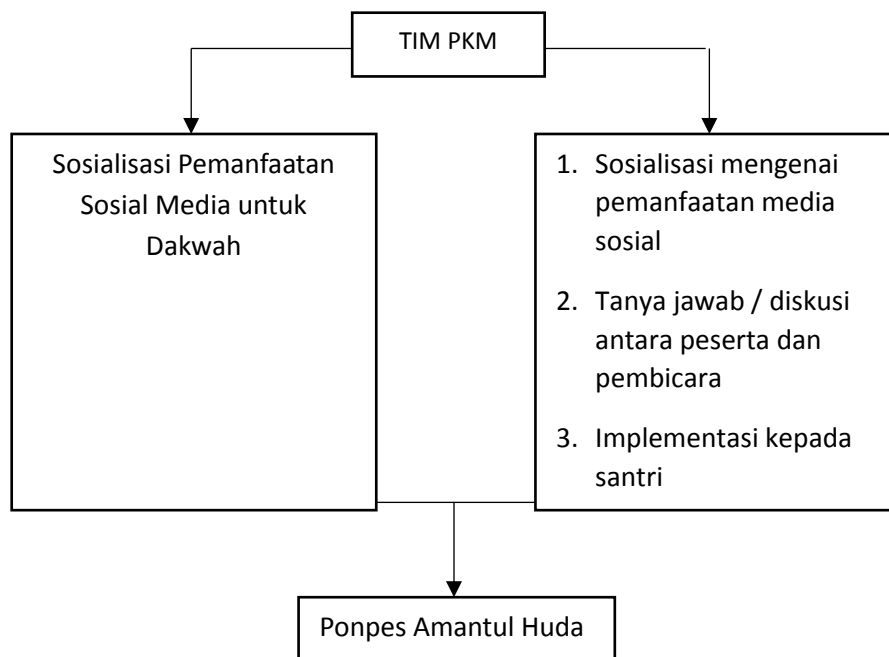 TIM PKM
Sosialisasi Pemanfaatan
Sosial Media untuk
Dakwah
1. Sosialisasi mengenai
pemanfaatan media
sosial
2. Tanya jawab / diskusi
antara peserta dan
pembicara
3. Implementasi kepada
santri
Ponpes Amantul Huda